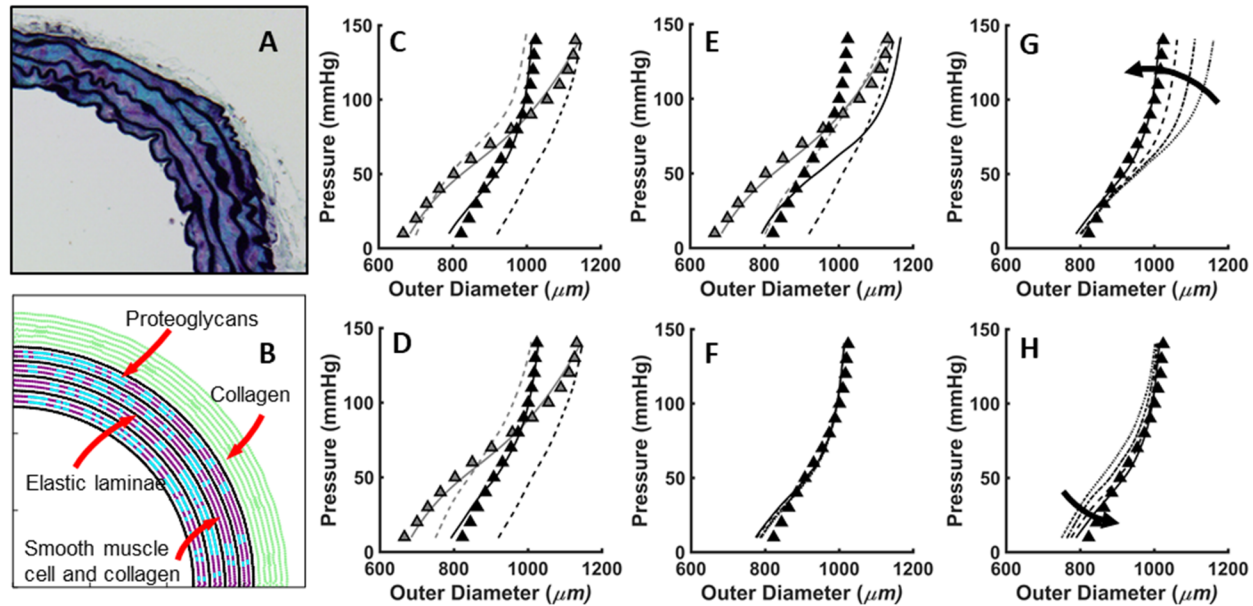 A
B
Proteoglycans
Collagen
Elastic laminae
Smooth muscle
cell and collagen
C
150
100
50
0
Pressure (mmHg)
600 800 1000 1200
Outer Diameter (μm)
E
150
100
50
0
Pressure (mmHg)
600 800 1000 1200
Outer Diameter (μm)
G
150
100
50
0
Pressure (mmHg)
600 800 1000 1200
Outer Diameter (μm)
D
150
100
50
0
Pressure (mmHg)
600 800 1000 1200
Outer Diameter (μm)
F
150
100
50
0
Pressure (mmHg)
600 800 1000 1200
Outer Diameter (μm)
H
150
100
50
0
Pressure (mmHg)
600 800 1000 1200
Outer Diameter (μm)